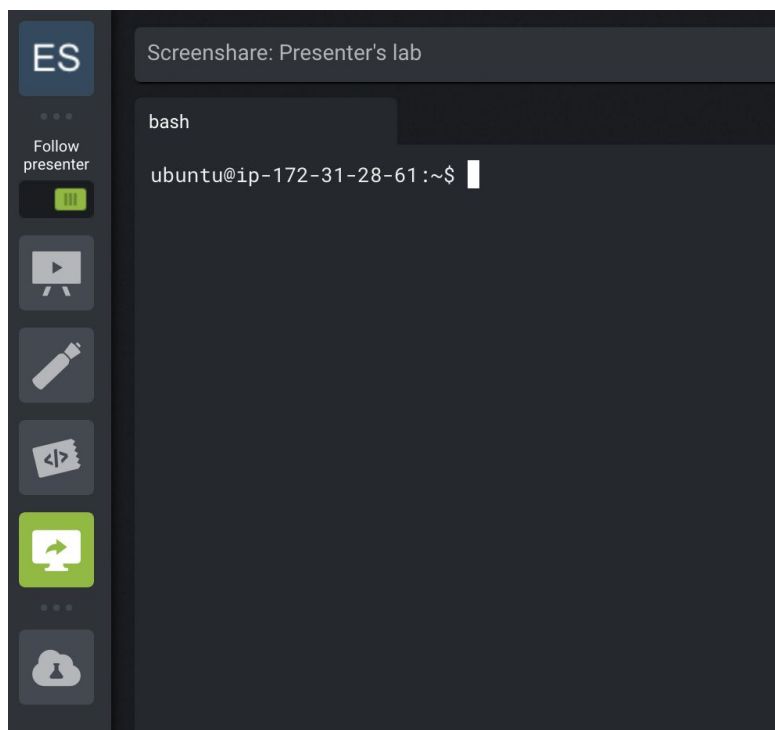 ES
Screenshare: Presenter's lab
bash
Follow
presenter
ubuntu@ip-172-31-28-61:~$
</>